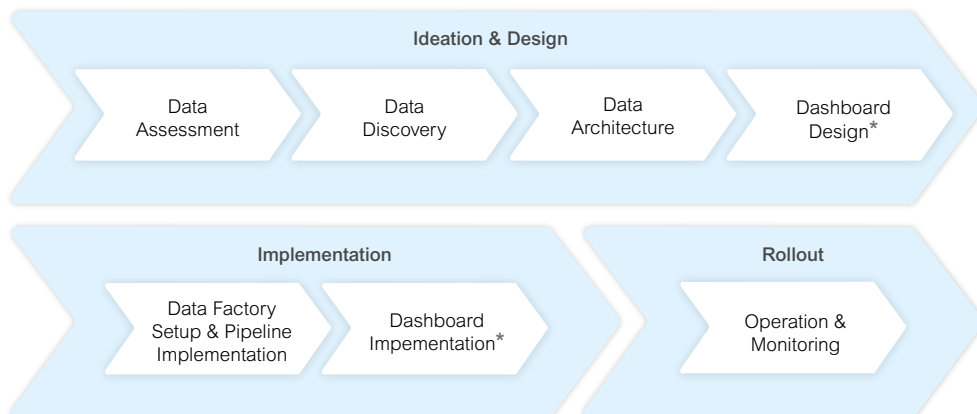 Ideation & Design
Data
Assessment
Data
Discovery
Data
Architecture
Dashboard
Design*
Implementation
Data Factory
Setup & Pipeline
Implementation
Dashboard
Impementation*
Rollout
Operation &
Monitoring